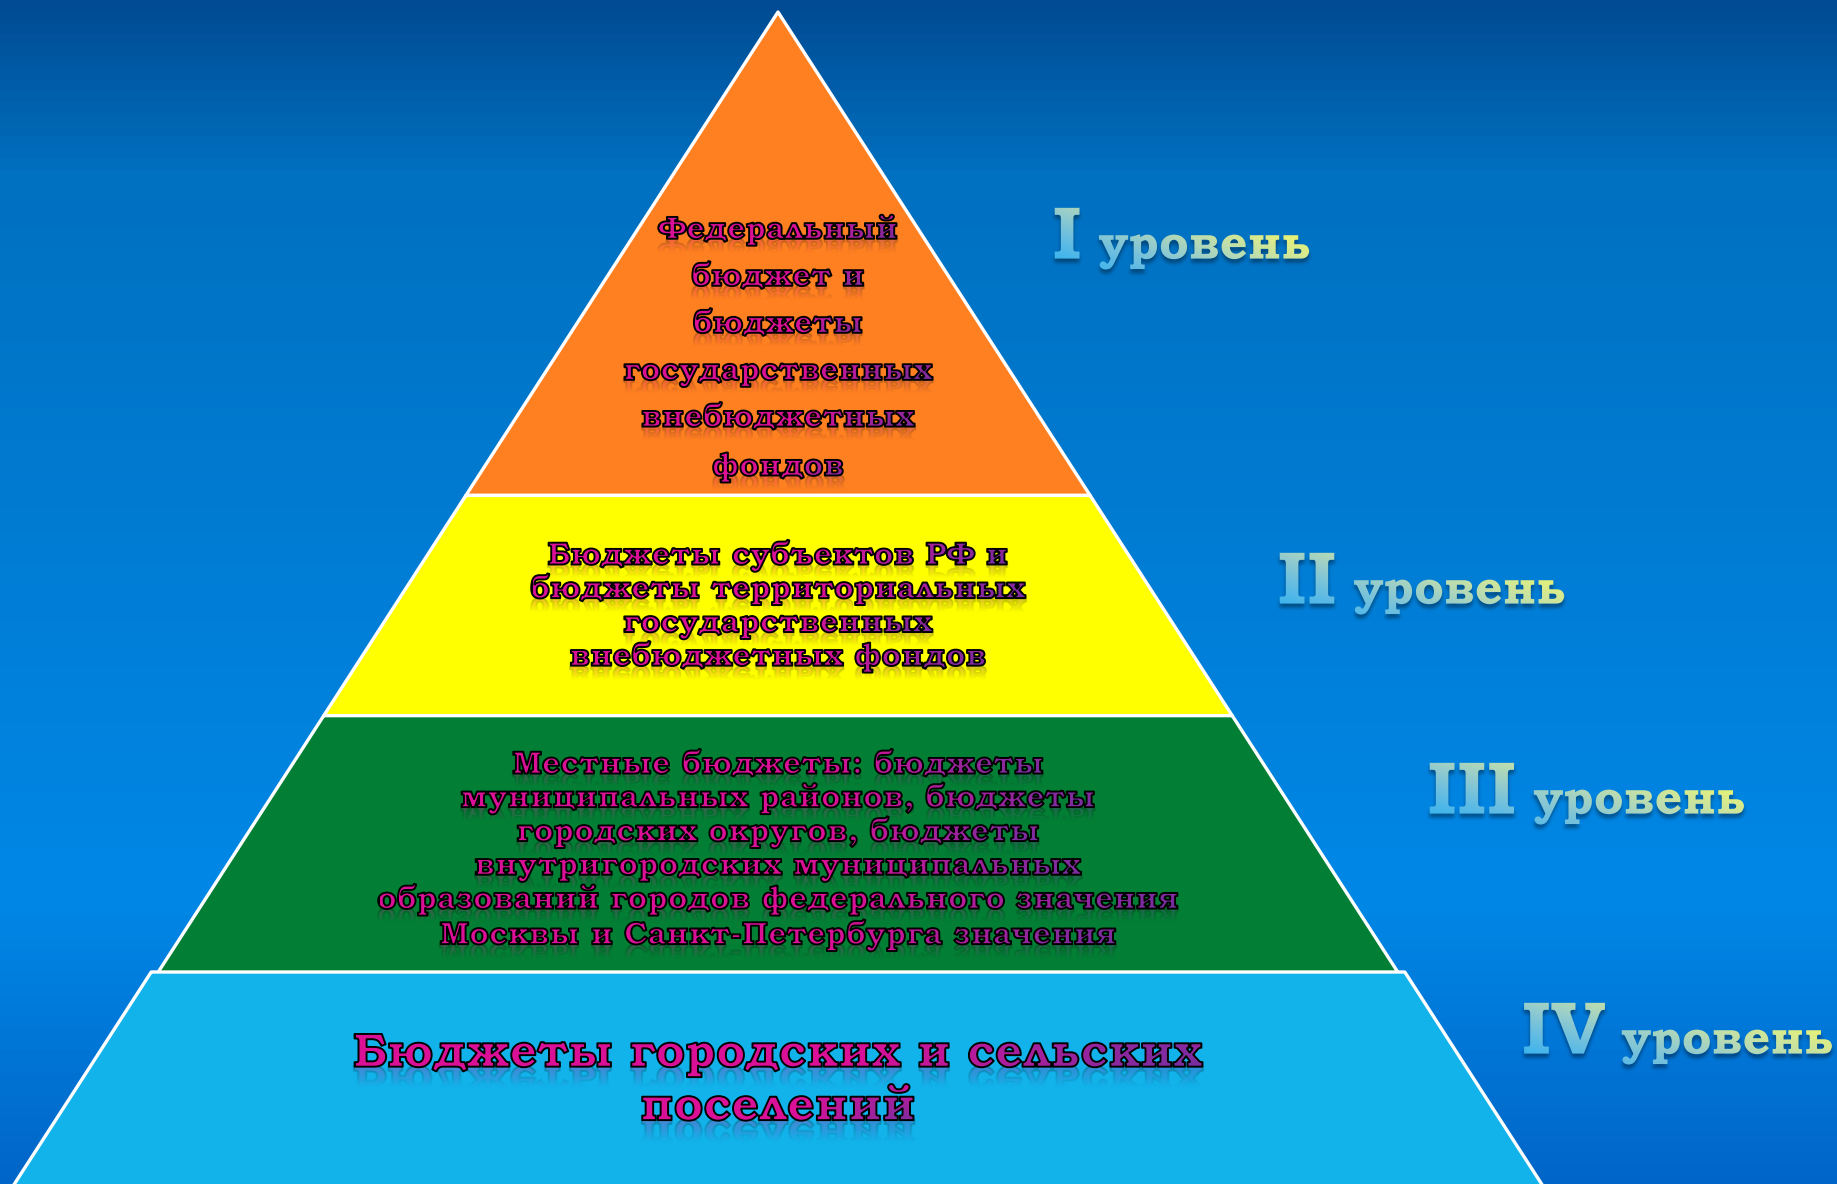 Федеральный
бюджет и
бюджеты
государственных
внебюджетных
фондов
I уровень
Бюджеты субъектов РФ и
бюджеты территориальных
государственных
внебюджетных фондов
II уровень
Местные бюджеты: бюджеты
муниципальных районов, бюджеты
городских округов, бюджеты
внутригородских муниципальных
образований городов федерального значения
Москвы и Санкт-Петербурга значения
III уровень
Бюджеты городских и сельских
поселений
IV уровень